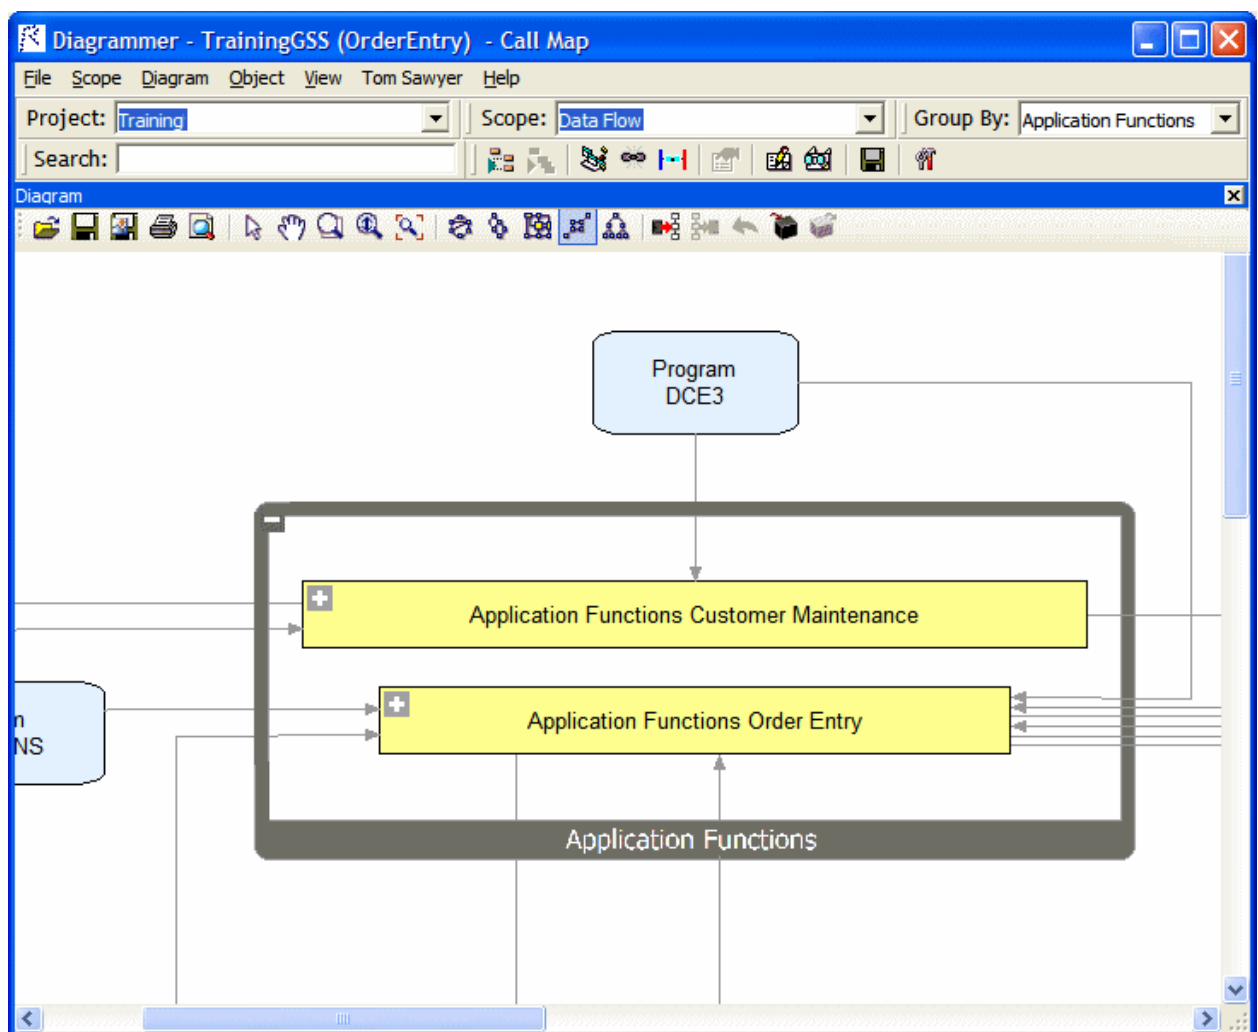 Diagrammer - TrainingGSS (OrderEntry) - Call Map
File Scope Diagram Object View Tom Sawyer Help
Project: Training Scope: Data Flow Group By: Application Functions
Search:
Diagram
Program
DCE3
Application Functions Customer Maintenance
Application Functions Order Entry
NS
Application Functions